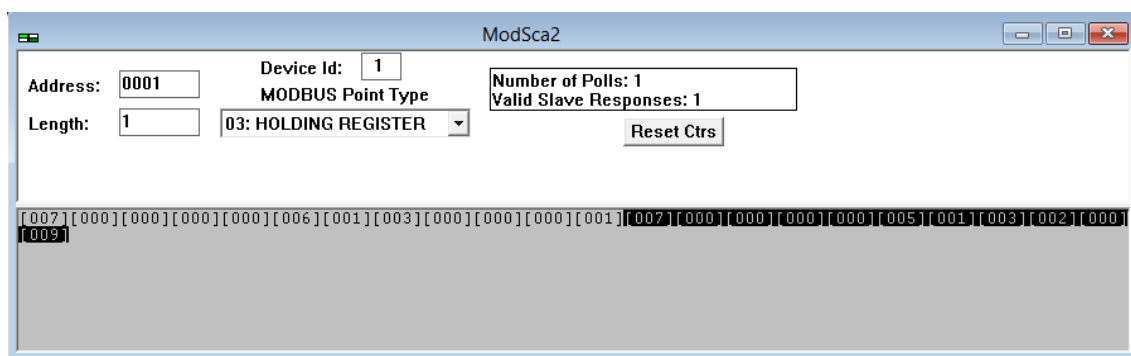 ModSca2
Address: 0001
Device Id: 1
MODBUS Point Type
Length: 1
03: HOLDING REGISTER
Number of Polls: 1
Valid Slave Responses: 1
Reset Ctrs
[007][000][000][000][000][006][001][003][000][000][000][001][007][000][000][000][000][005][001][003][002][000]
[009]